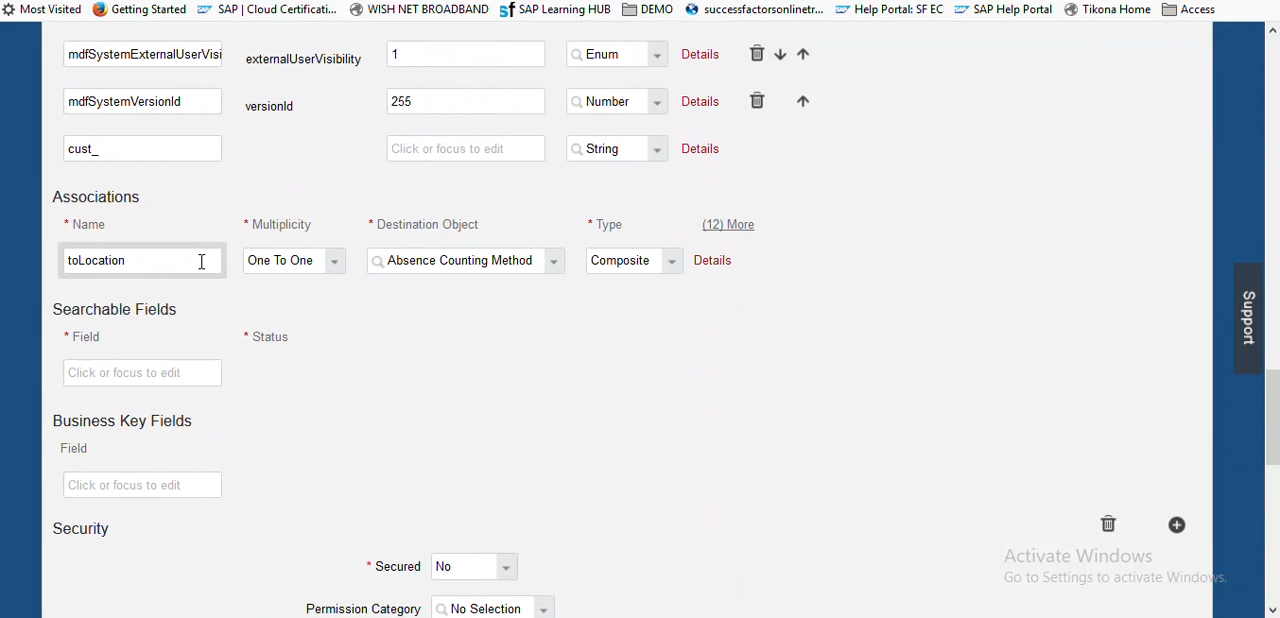 Most Visited Getting Started SAP | Cloud Certificati... WISH NET BROADBAND SAP Learning HUB DEMO successfactorsonlinetr... Help Portal: SF EC SAP Help Portal Tikona Home Access
mdfSystemExternalUserVisi externalUserVisibility 1 Enum Details
mdfSystemVersionId versionId 255 Number Details
cust_ Click or focus to edit String Details
Associations
* Name * Multiplicity * Destination Object * Type (12) More
toLocation One To One Absence Counting Method Composite Details
Searchable Fields
* Field * Status
Click or focus to edit
Business Key Fields
Field
Click or focus to edit
Security
* Secured No
Permission Category No Selection
Support
Activate Windows
Go to Settings to activate Windows.